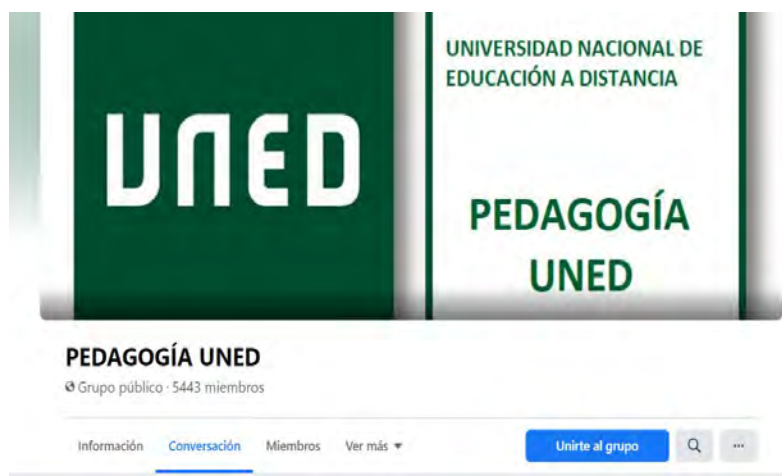 UNED
UNIVERSIDAD NACIONAL DE
EDUCACIÓN A DISTANCIA
PEDAGOGÍA
UNED
PEDAGOGÍA UNED
Grupo público · 5443 miembros
Información Conversación Miembros Ver más Unirte al grupo